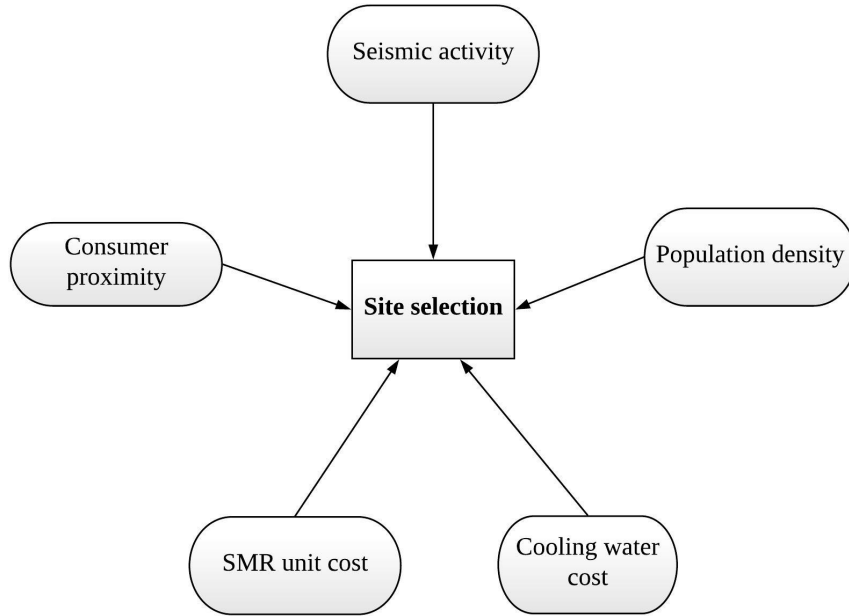 Seismic activity
Consumer
proximity
Population density
Site selection
SMR unit cost
Cooling water
cost